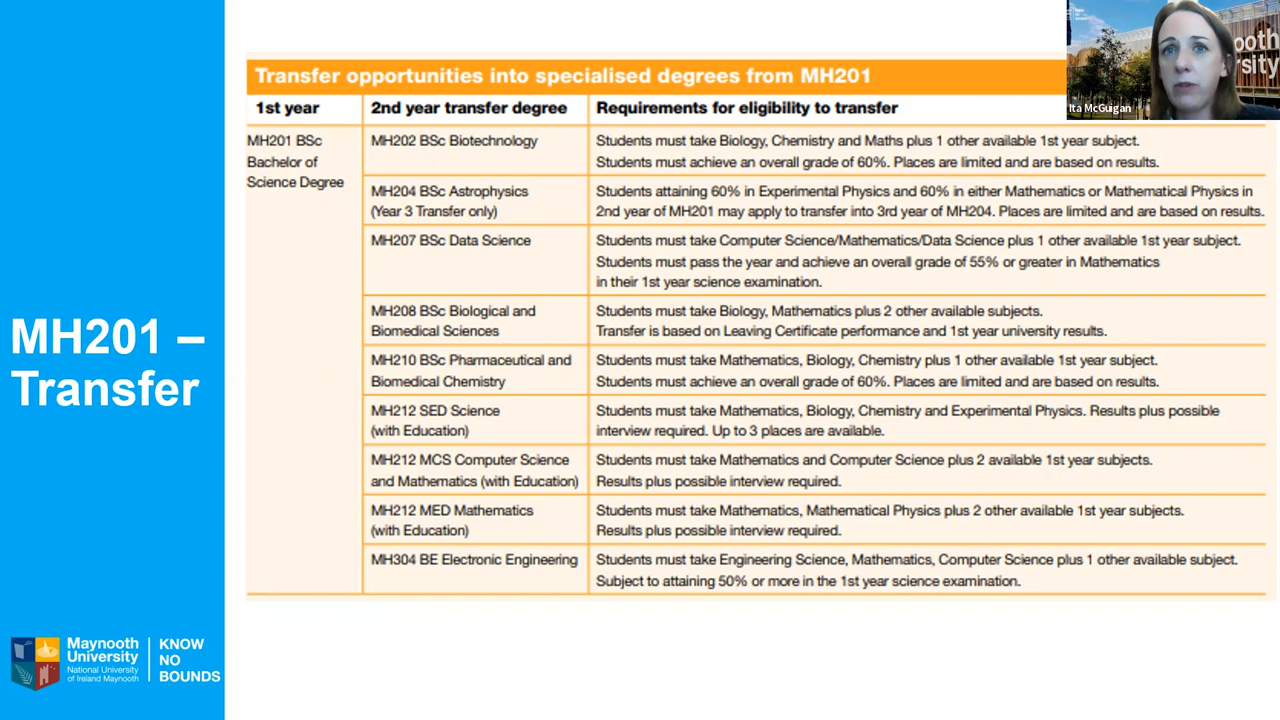 MH201 –
Transfer
Maynooth
University
National University
of Ireland Maynooth
KNOW
NO
BOUNDS
Transfer opportunities into specialised degrees from MH201
1st year
2nd year transfer degree
Requirements for eligibility to transfer
MH201 BSc
Bachelor of
Science Degree
MH202 BSc Biotechnology
Students must take Biology, Chemistry and Maths plus 1 other available 1st year subject.
Students must achieve an overall grade of 60%. Places are limited and are based on results.
MH204 BSc Astrophysics
(Year 3 Transfer only)
Students attaining 60% in Experimental Physics and 60% in either Mathematics or Mathematical Physics in
2nd year of MH201 may apply to transfer into 3rd year of MH204. Places are limited and are based on results.
MH207 BSc Data Science
Students must take Computer Science/Mathematics/Data Science plus 1 other available 1st year subject.
Students must pass the year and achieve an overall grade of 55% or greater in Mathematics
in their 1st year science examination.
MH208 BSc Biological and
Biomedical Sciences
Students must take Biology, Mathematics plus 2 other available subjects.
Transfer is based on Leaving Certificate performance and 1st year university results.
MH210 BSc Pharmaceutical and
Biomedical Chemistry
Students must take Mathematics, Biology, Chemistry plus 1 other available 1st year subject.
Students must achieve an overall grade of 60%. Places are limited and are based on results.
MH212 SED Science
(with Education)
Students must take Mathematics, Biology, Chemistry and Experimental Physics. Results plus possible
interview required. Up to 3 places are available.
MH212 MCS Computer Science
and Mathematics (with Education)
Students must take Mathematics and Computer Science plus 2 available 1st year subjects.
Results plus possible interview required.
MH212 MED Mathematics
(with Education)
Students must take Mathematics, Mathematical Physics plus 2 other available 1st year subjects.
Results plus possible interview required.
MH304 BE Electronic Engineering
Students must take Engineering Science, Mathematics, Computer Science plus 1 other available subject.
Subject to attaining 50% or more in the 1st year science examination.
ooth
rsity
Ita McGuigan